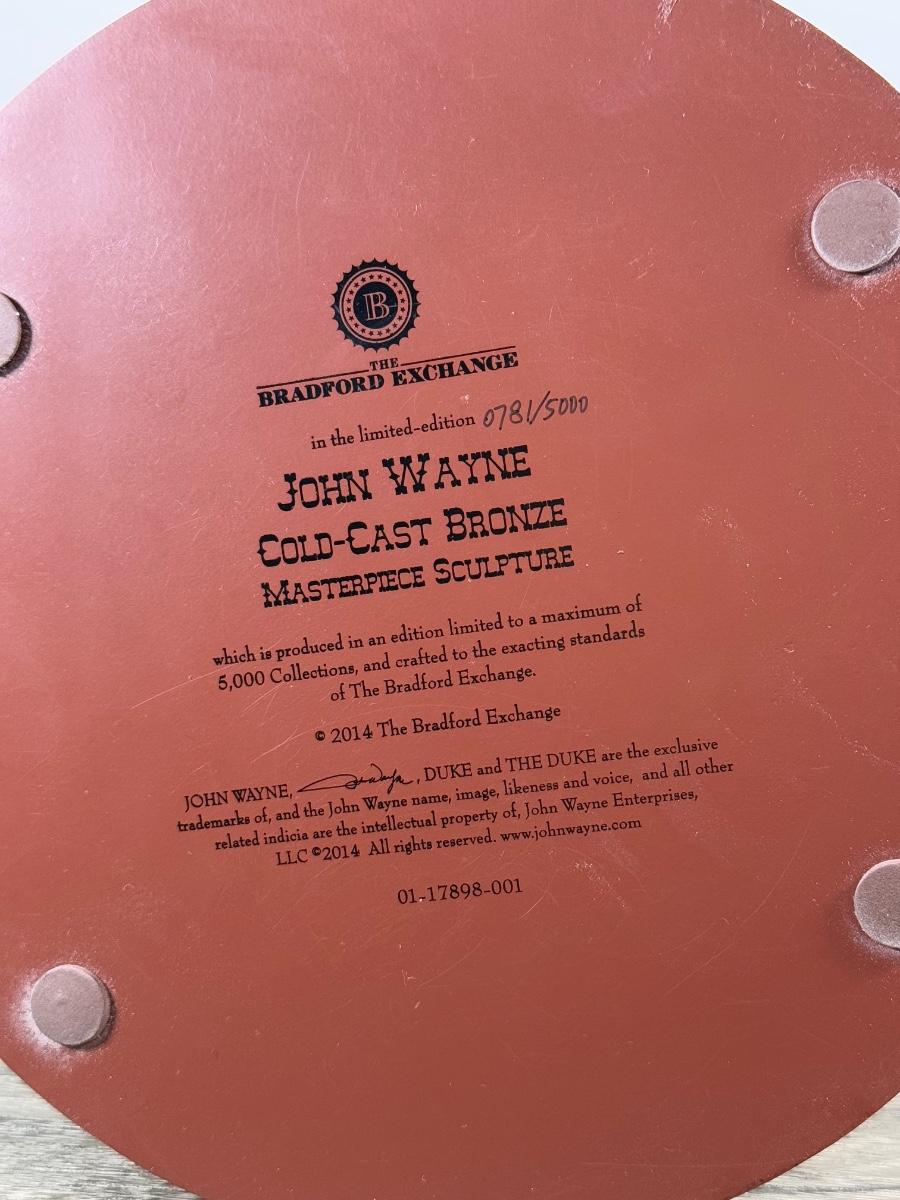 B
THE
BRADFORD EXCHANGE
in the limited-edition 0781/5000
JOHN WAYNE
COLD-CAST BRONZE
MASTERPIECE SCULPTURE
which is produced in an edition limited to a maximum of
5,000 Collections, and crafted to the exacting standards
of The Bradford Exchange.
© 2014 The Bradford Exchange
JOHN WAYNE, John Wayne, DUKE and THE DUKE are the exclusive
trademarks of, and the John Wayne name, image, likeness and voice, and all other
related indicia are the intellectual property of, John Wayne Enterprises,
LLC ©2014 All rights reserved. www.johnwayne.com
01-17898-001